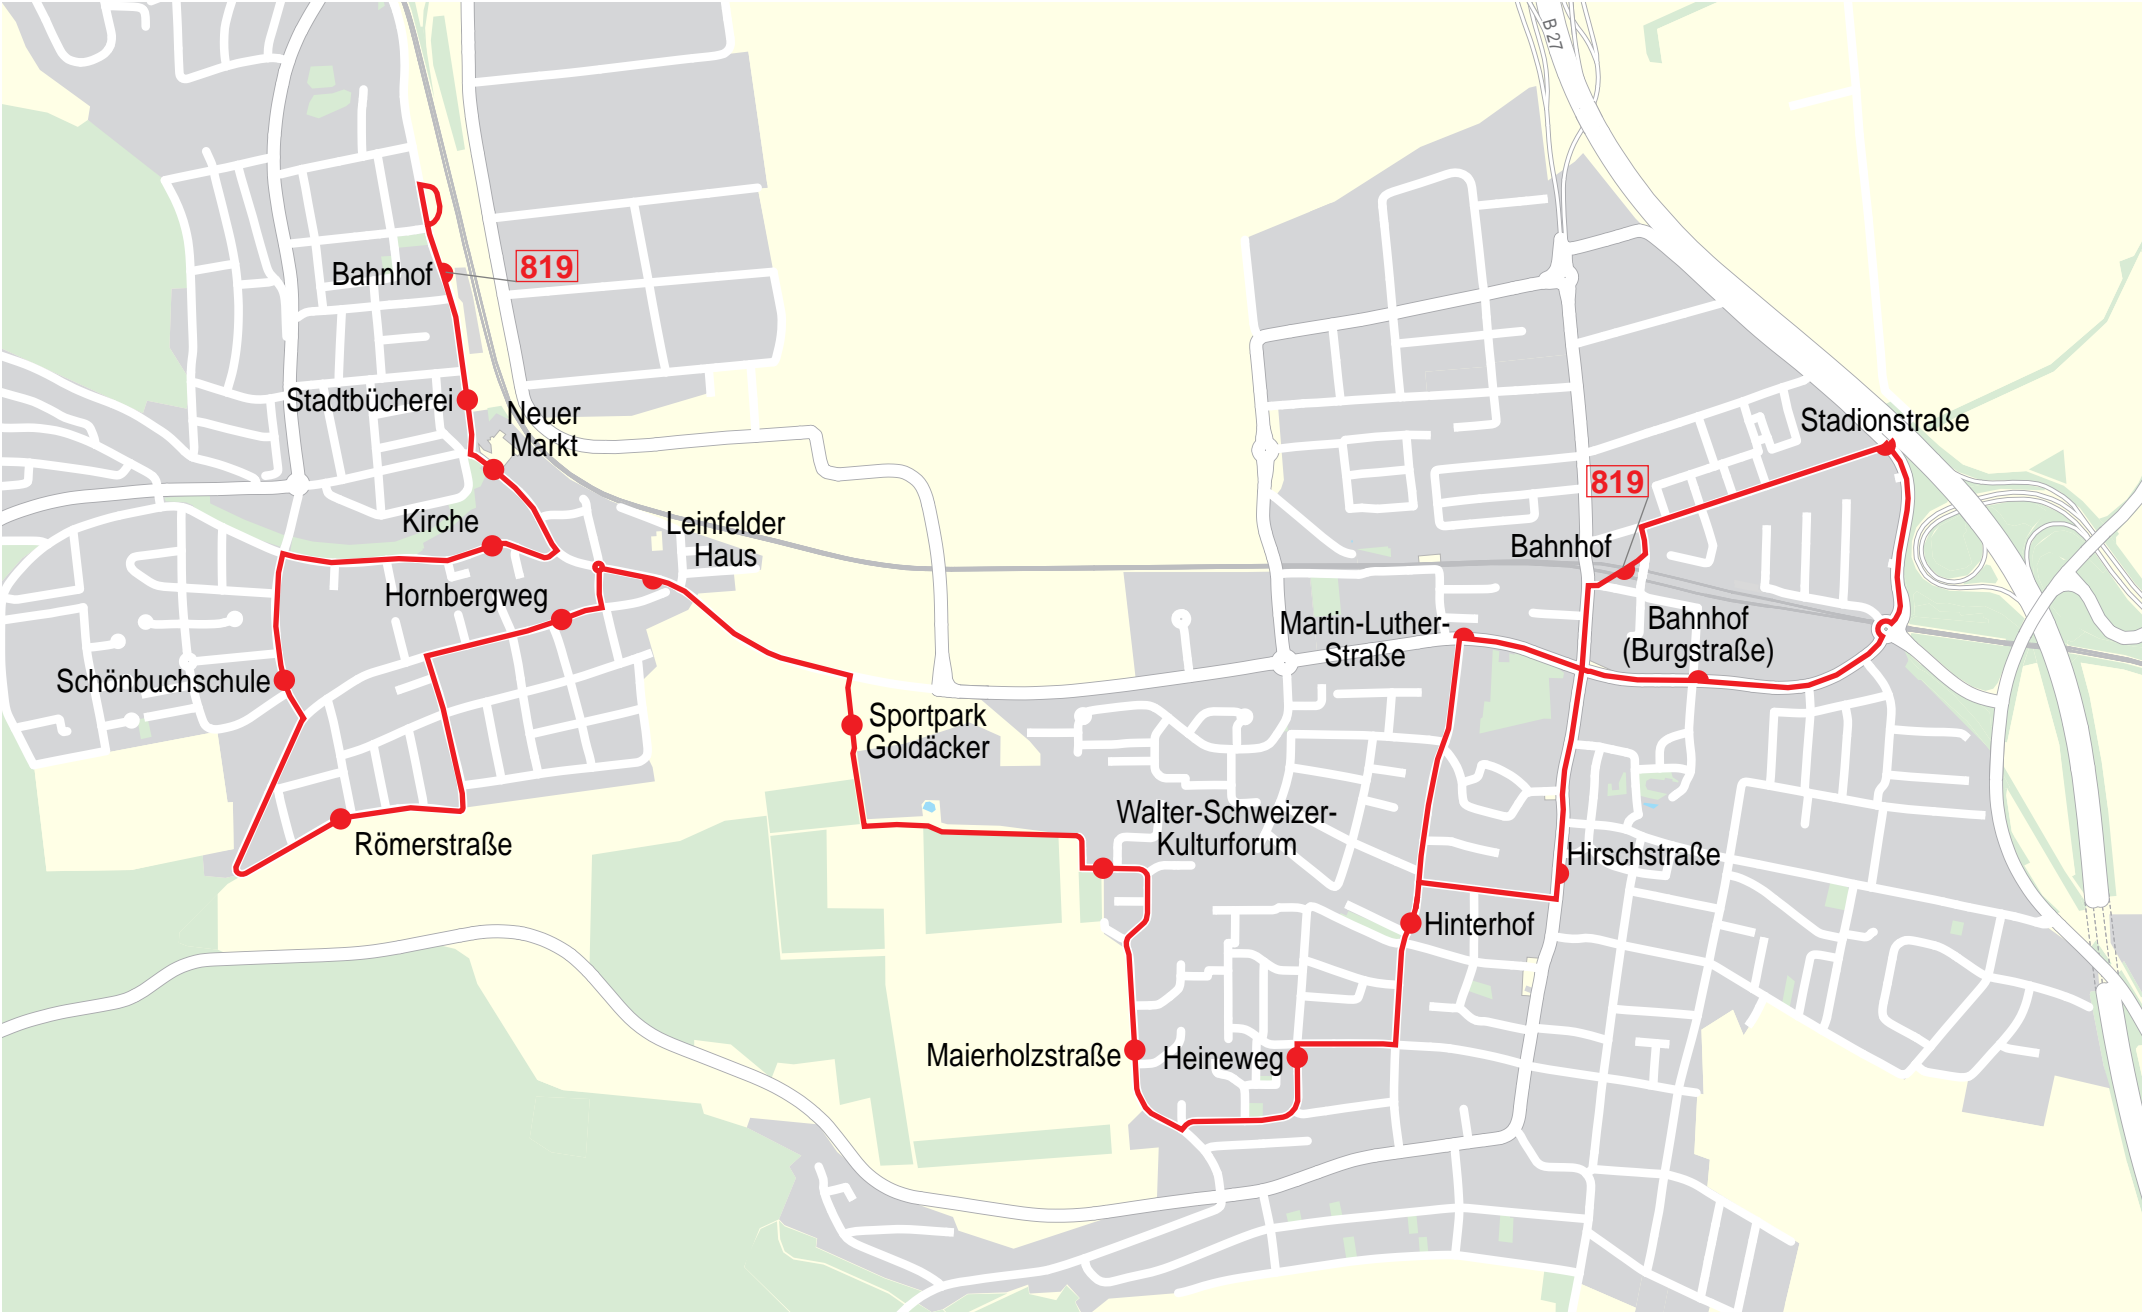 B 27
819
Bahnhof
Stadtbücherei
Neuer
Markt
Stadionstraße
819
Kirche
Leinfelder
Haus
Bahnhof
Hornbergweg
Bahnhof
(Burgstraße)
Martin-Luther-
Straße
Schönbuchschule
Sportpark
Goldäcker
Walter-Schweizer-
Kulturforum
Römerstraße
Hirschstraße
Hinterhof
Maierholzstraße
Heineweg